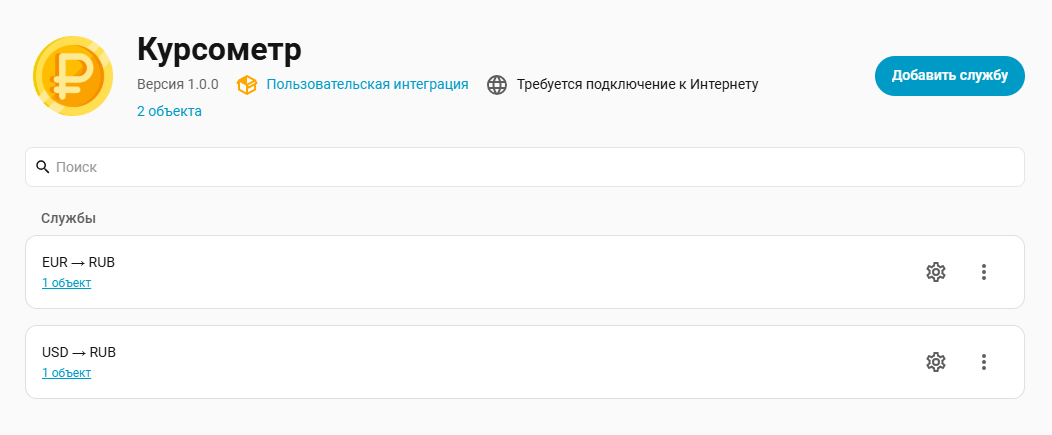 Курсометр
Версия 1.0.0 Пользовательская интеграция Требуется подключение к Интернету
2 объекта
Добавить службу
Поиск
Службы
EUR → RUB
1 объект
USD → RUB
1 объект